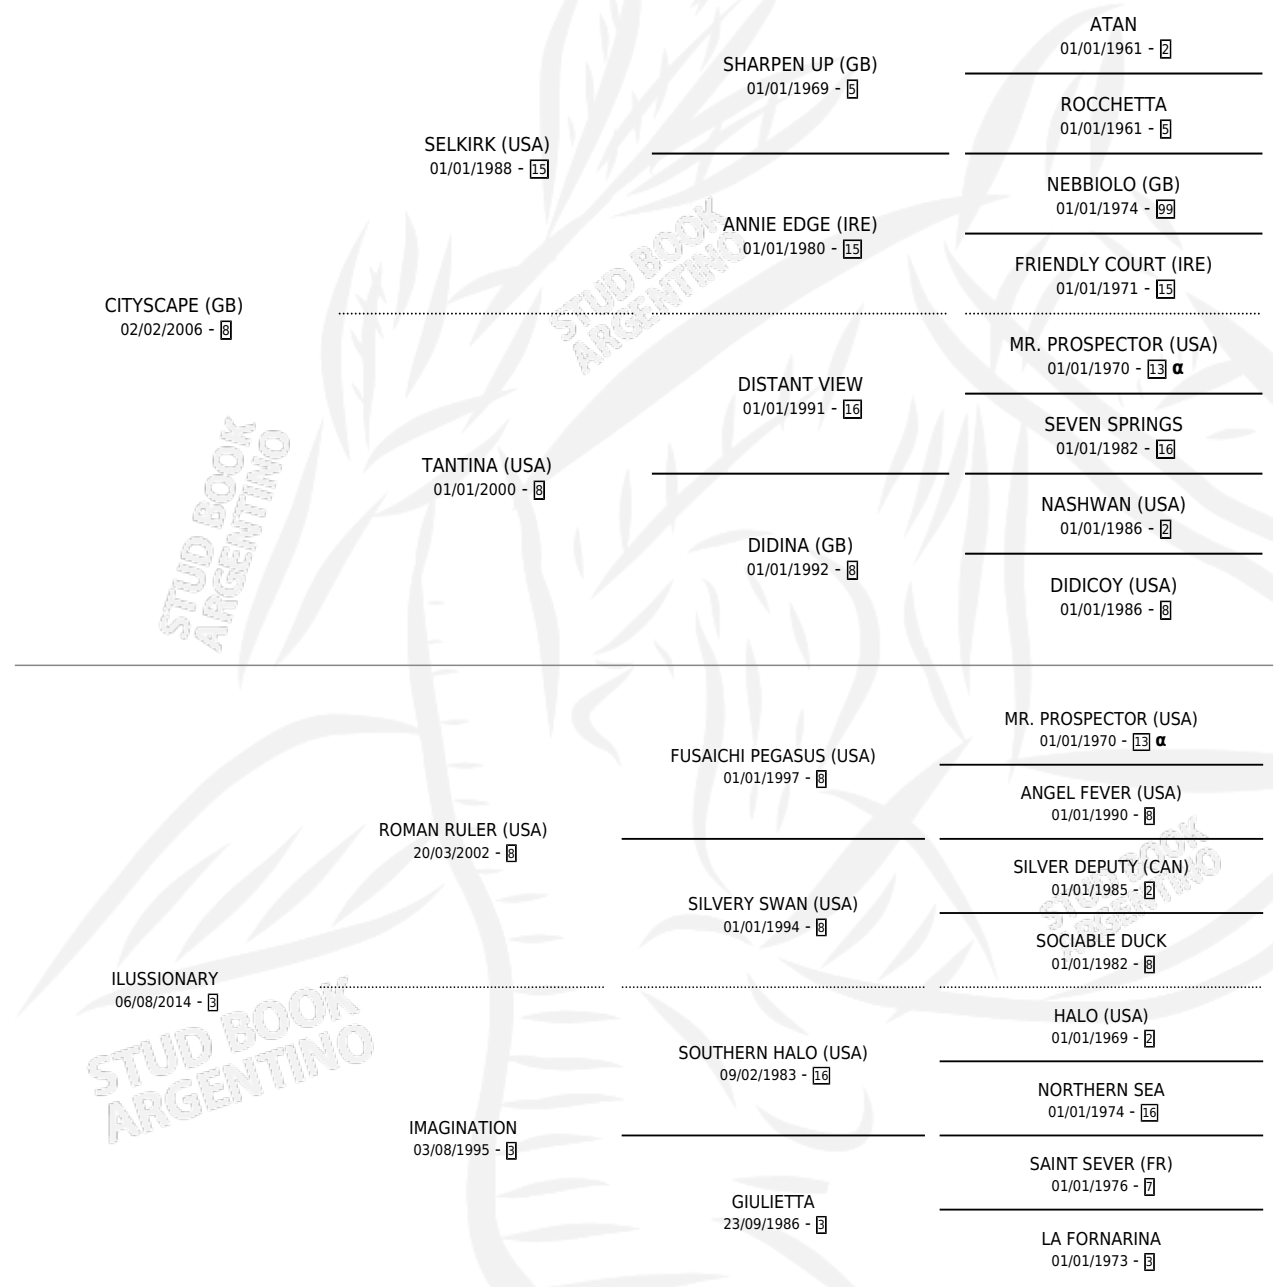 ATAN
01/01/1961 - 2
SHARPEN UP (GB)
01/01/1969 - 5
ROCCHETTA
01/01/1961 - 5
SELKIRK (USA)
01/01/1988 - 15
NEBBIOLO (GB)
01/01/1974 - 99
ANNIE EDGE (IRE)
01/01/1980 - 15
FRIENDLY COURT (IRE)
01/01/1971 - 15
CITYSCAPE (GB)
02/02/2006 - 8
MR. PROSPECTOR (USA)
01/01/1970 - 13 α
DISTANT VIEW
01/01/1991 - 16
SEVEN SPRINGS
01/01/1982 - 16
TANTINA (USA)
01/01/2000 - 8
NASHWAN (USA)
01/01/1986 - 2
DIDINA (GB)
01/01/1992 - 8
DIDICOY (USA)
01/01/1986 - 8
MR. PROSPECTOR (USA)
01/01/1970 - 13 α
FUSAICHI PEGASUS (USA)
01/01/1997 - 8
ANGEL FEVER (USA)
01/01/1990 - 8
ROMAN RULER (USA)
20/03/2002 - 8
SILVER DEPUTY (CAN)
01/01/1985 - 2
SILVERY SWAN (USA)
01/01/1994 - 8
SOCIABLE DUCK
01/01/1982 - 8
ILUSSIONARY
06/08/2014 - 3
HALO (USA)
01/01/1969 - 2
SOUTHERN HALO (USA)
09/02/1983 - 16
NORTHERN SEA
01/01/1974 - 16
IMAGINATION
03/08/1995 - 3
SAINT SEVER (FR)
01/01/1976 - 7
GIULIETTA
23/09/1986 - 3
LA FORNARINA
01/01/1973 - 3
STUD BOOK
ARGENTINO
STUD BOOK
ARGENTINO
STUD BOOK
ARGENTINO
STUD BOOK
ARGENTINO